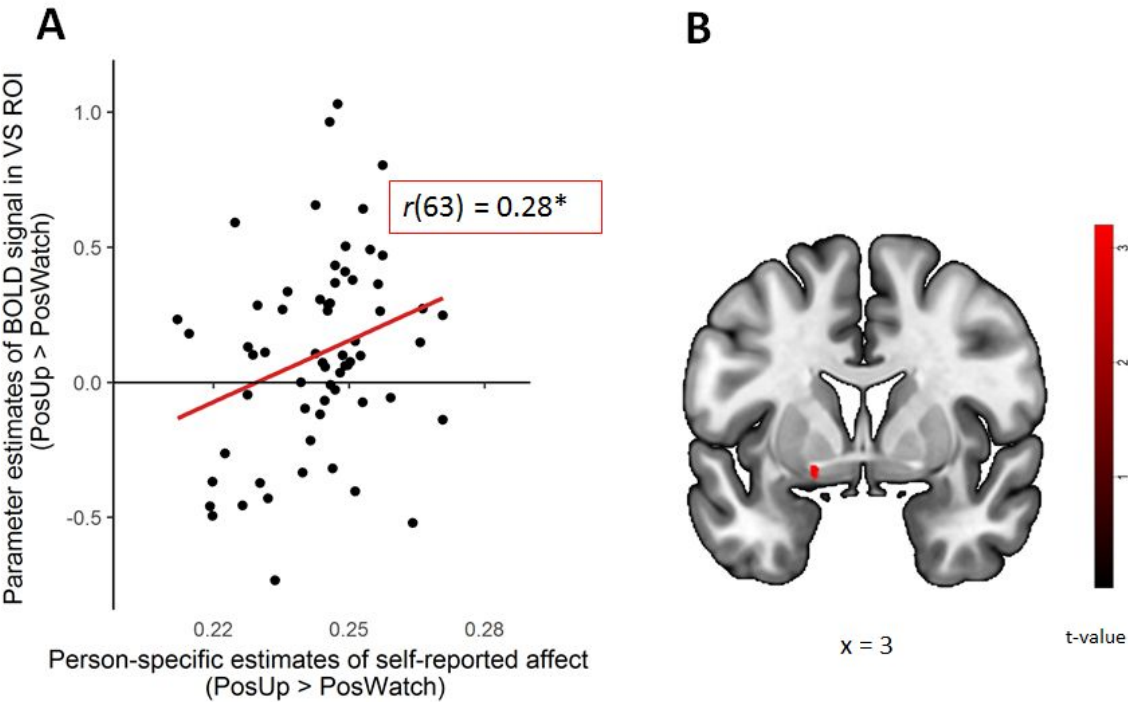 A
B
Parameter estimates of BOLD signal in VS ROI
(PosUp > PosWatch)
1.0
0.5
0.0
-0.5
r(63) = 0.28*
0.22
0.25
0.28
Person-specific estimates of self-reported affect
(PosUp > PosWatch)
3
2
1
x = 3
t-value